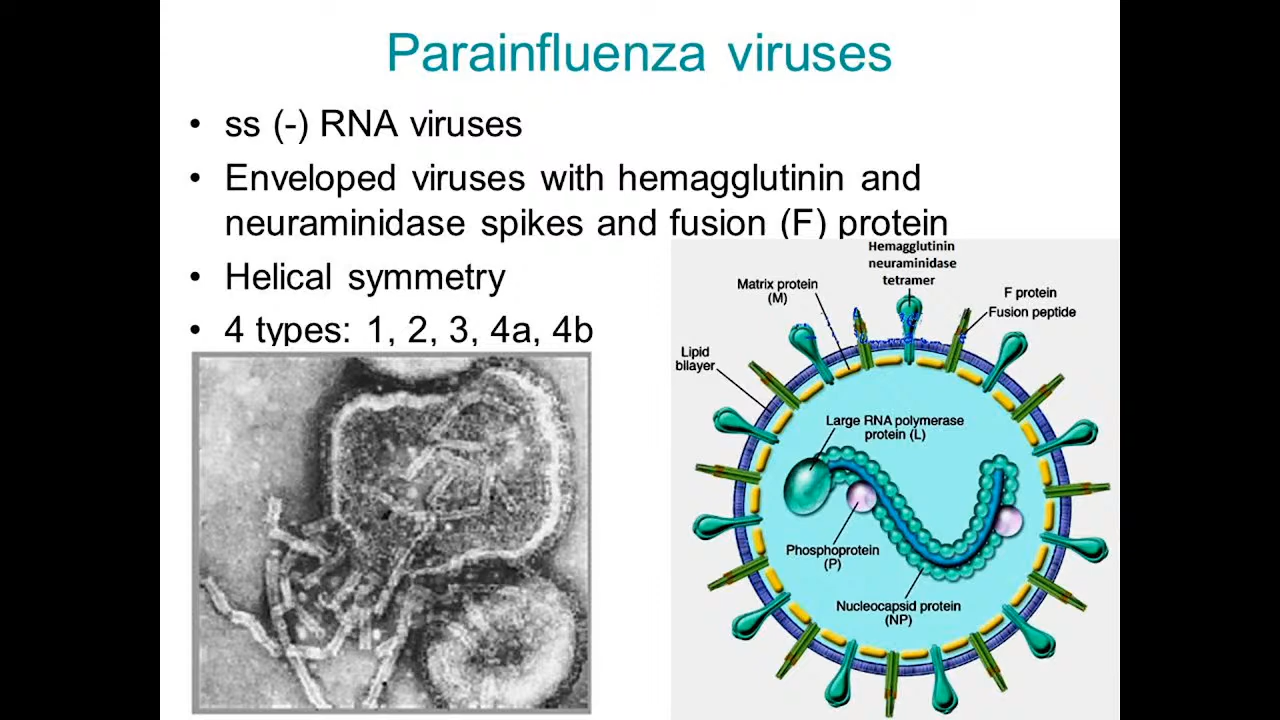 Parainfluenza viruses
• ss (-) RNA viruses
• Enveloped viruses with hemagglutinin and
neuraminidase spikes and fusion (F) protein
• Helical symmetry
• 4 types: 1, 2, 3, 4a, 4b
Hemagglutinin
neuraminidase
tetramer
Matrix protein
(M)
F protein
Fusion peptide
Lipid
bilayer
Large RNA polymerase
protein (L)
Phosphoprotein
(P)
Nucleocapsid protein
(NP)